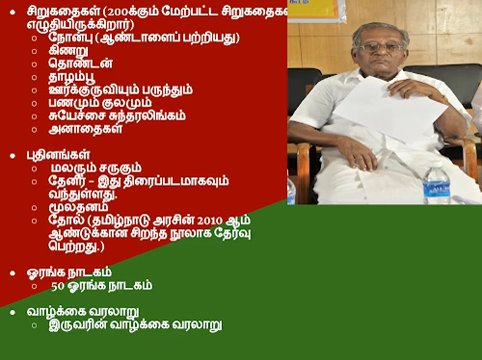 சிறுகதைகள் (200க்கும் மேற்பட்ட
எழுதியிருக்கிறார்)
நோன்பு (ஆண்டாளைப் பற்றியது)
கிணறு
தொண்டன்
தாழம்பூ
ஊர்க்குருவியும் பருந்தும்
பணமும் குலமும்
சுயேச்சை சுந்தரலிங்கம்
அனாதைகள்
புதினங்கள்
மலரும் சருகும்
தேனீர் – இது திரைப்படமாகவும்
வந்துள்ளது.
மூலதனம்
தோல் (தமிழ்நாடு அரசின் 2010 ஆம்
ஆண்டுக்கான சிறந்த நூலாக தேர்வு
பெற்றது.)
ஓரங்க நாடகம்
50 ஓரங்க நாடகம்
வாழ்க்கை வரலாறு
இருவரின் வாழ்க்கை வரலாறு